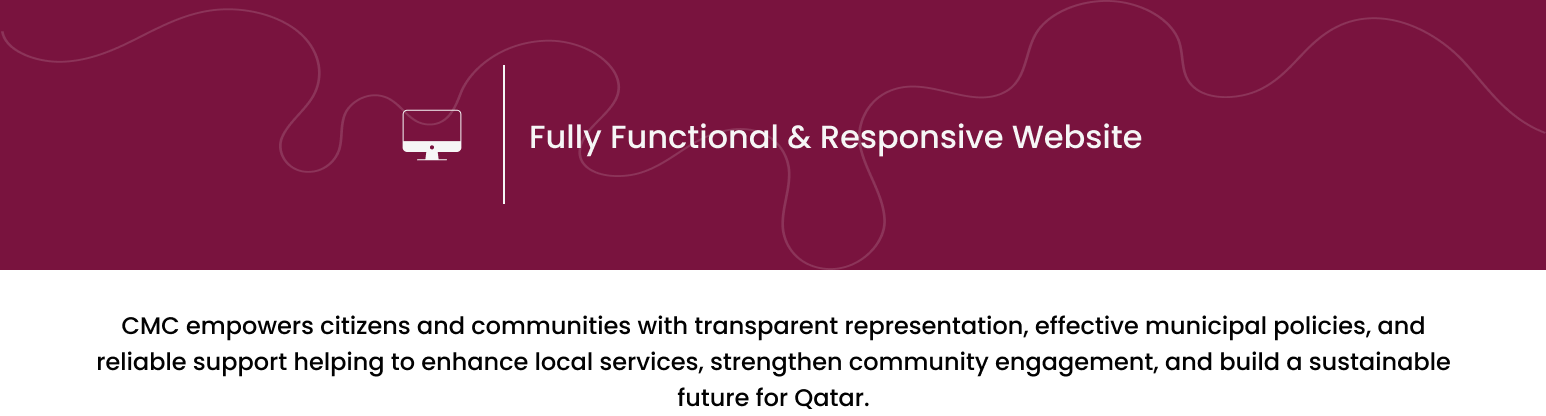 Fully Functional & Responsive Website
CMC empowers citizens and communities with transparent representation, effective municipal policies, and
reliable support helping to enhance local services, strengthen community engagement, and build a sustainable
future for Qatar.